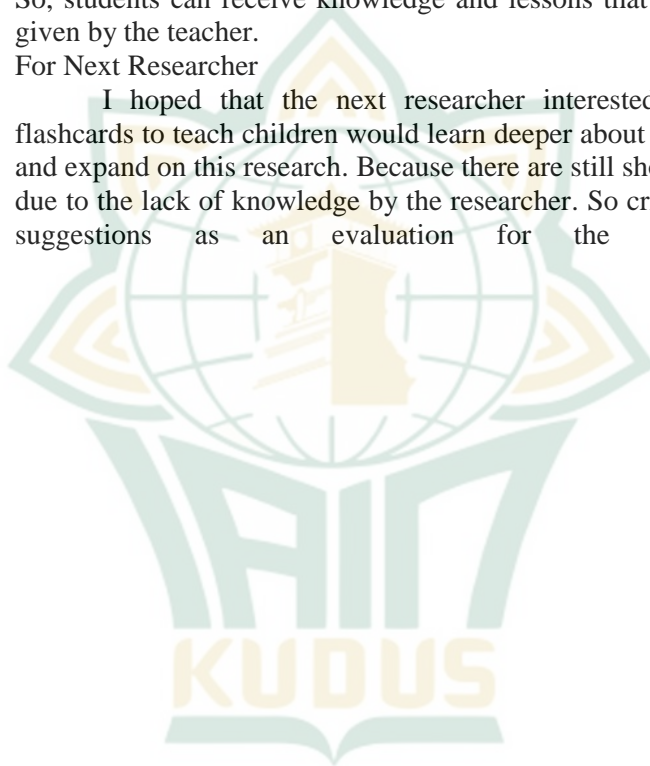 So, students can receive knowledge and lessons that
given by the teacher.
For Next Researcher
I hoped that the next researcher interested
flashcards to teach children would learn deeper about
and expand on this research. Because there are still
due to the lack of knowledge by the researcher. So
suggestions as an evaluation for the
IAIN
KUDUS